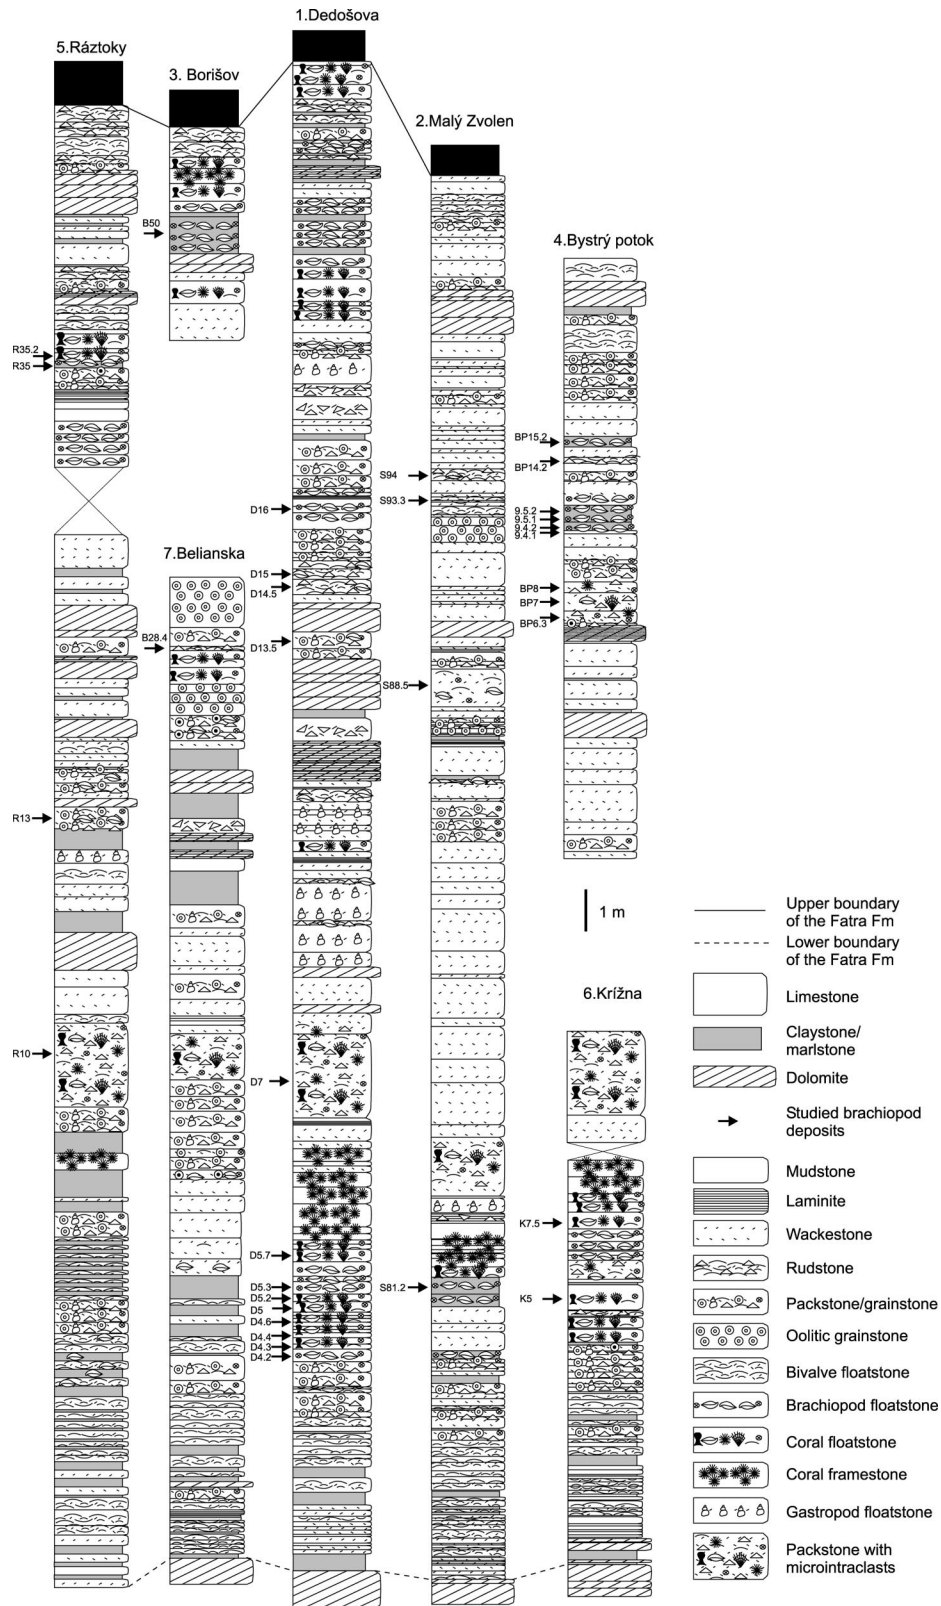 1.Dedošova
5.Ráztoky
3. Borišov
2.Malý Zvolen
B50
4.Bystrý potok
R35.2
R35
BP15.2
S94
BP14.2
S93.3
D16
9.5.2
9.5.1
9.4.2
9.4.1
7.Belianska
D15
D14.5
BP8
BP7
BP6.3
B28.4
D13.5
S88.5
R13
1 m
Upper boundary
of the Fatra Fm
Lower boundary
of the Fatra Fm
6.Krížna
Limestone
Claystone/
marlstone
R10
Dolomite
D7
Studied brachiopod
deposits
Mudstone
Laminite
K7.5
Wackestone
D5.7
Rudstone
D5.3
S81.2
D5.2
K5
D5
Packstone/grainstone
D4.6
D4.4
Oolitic grainstone
D4.3
D4.2
Bivalve floatstone
Brachiopod floatstone
Coral floatstone
Coral framestone
Gastropod floatstone
Packstone with
microintraclasts